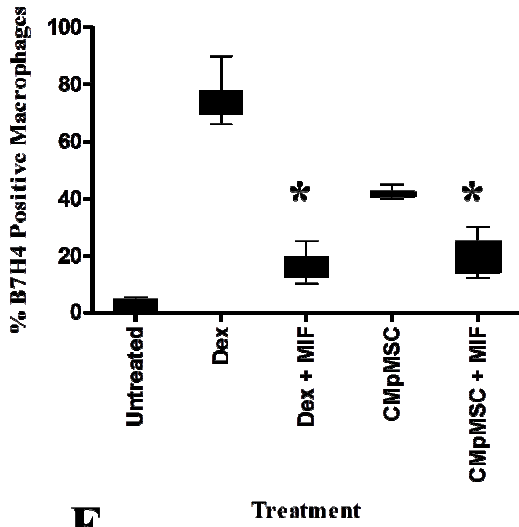 % B7H4 Positive Macrophages
100
80
60
40
20
0
*
*
Untreated
Dex
Dex + MIF
CMpMSC
CMpMSC + MIF
Treatment